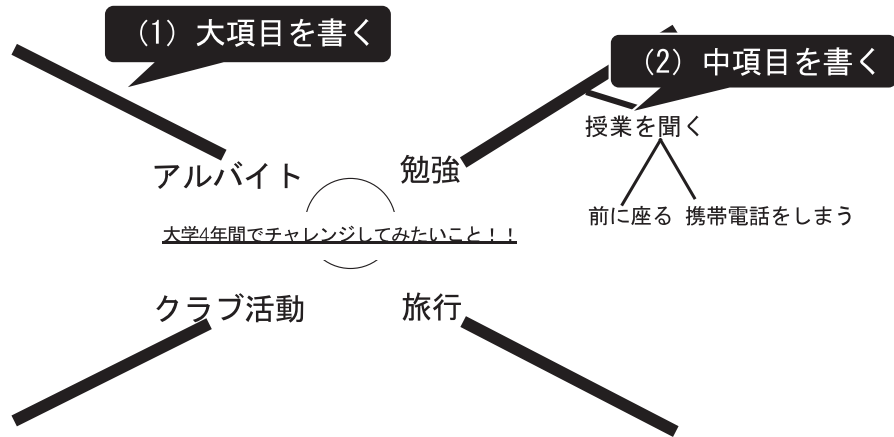 (1) 大項目を書く
(2) 中項目を書く
授業を聞く
アルバイト
勉強
前に座る
携帯電話をしまう
大学4年間でチャレンジしてみたいこと！！
クラブ活動
旅行